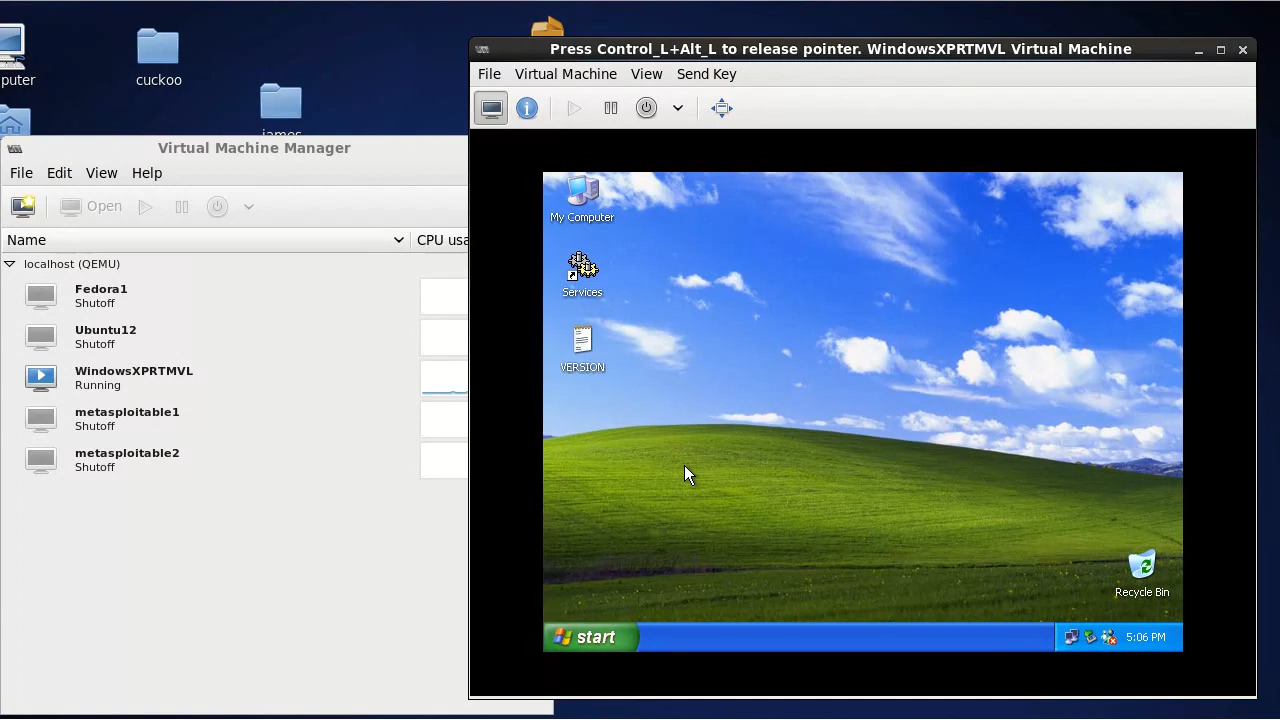 puter
cuckoo
james
Virtual Machine Manager
File Edit View Help
Open
Name CPU usa
localhost (QEMU)
Fedora1
Shutoff
Ubuntu12
Shutoff
WindowsXPRTMVL
Running
metasploitable1
Shutoff
metasploitable2
Shutoff
Press Control_L+Alt_L to release pointer. WindowsXPRTMVL Virtual Machine
File Virtual Machine View Send Key
My Computer
Services
VERSION
Recycle Bin
start
5:06 PM